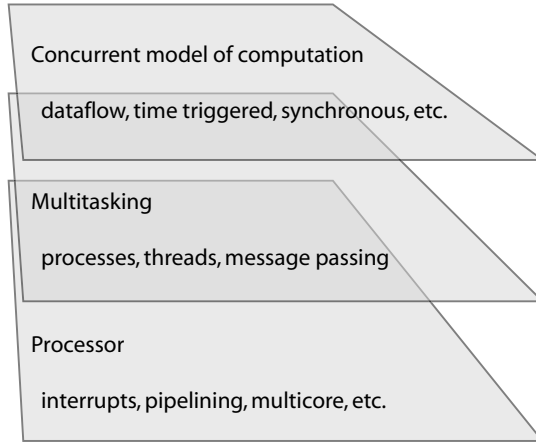 Concurrent model of computation
dataflow, time triggered, synchronous, etc.
Multitasking
processes, threads, message passing
Processor
interrupts, pipelining, multicore, etc.